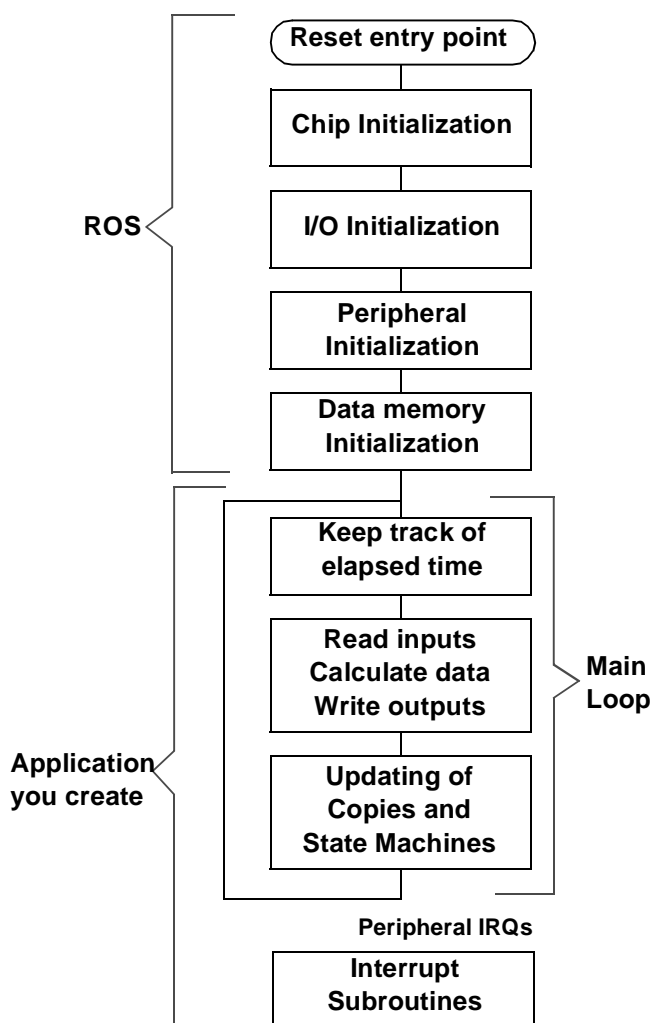 Reset entry point
Chip Initialization
ROS
I/O Initialization
Peripheral
Initialization
Data memory
Initialization
Keep track of
elapsed time
Read inputs
Calculate data
Write outputs
Main
Loop
Application
you create
Updating of
Copies and
State Machines
Peripheral IRQs
Interrupt
Subroutines